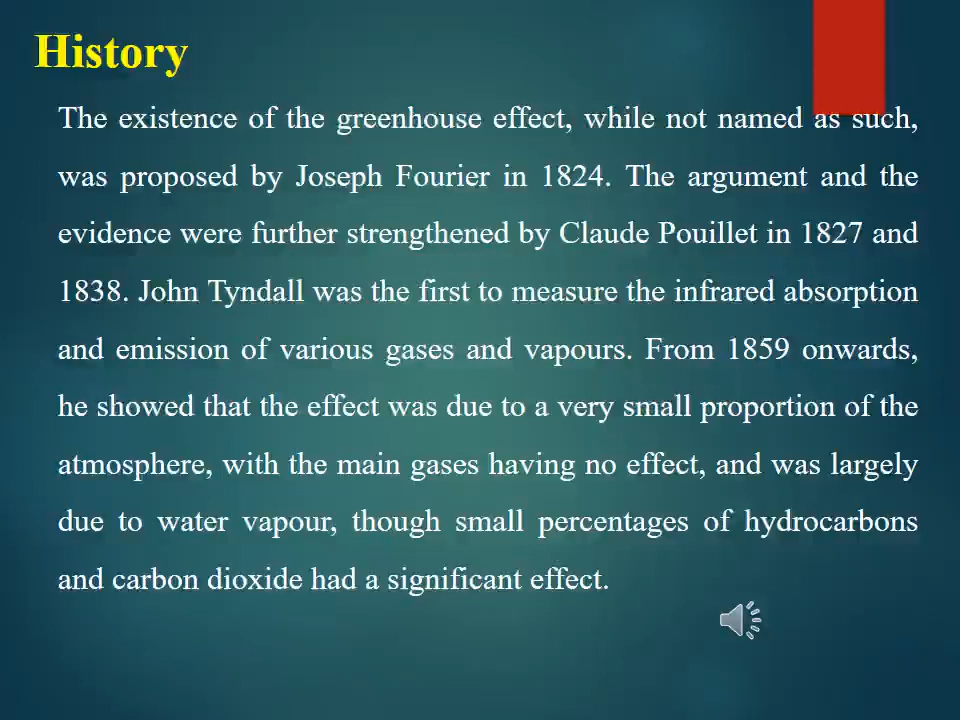 History
The existence of the greenhouse effect, while not named as such,
was proposed by Joseph Fourier in 1824. The argument and the
evidence were further strengthened by Claude Pouillet in 1827 and
1838. John Tyndall was the first to measure the infrared absorption
and emission of various gases and vapours. From 1859 onwards,
he showed that the effect was due to a very small proportion of the
atmosphere, with the main gases having no effect, and was largely
due to water vapour, though small percentages of hydrocarbons
and carbon dioxide had a significant effect.